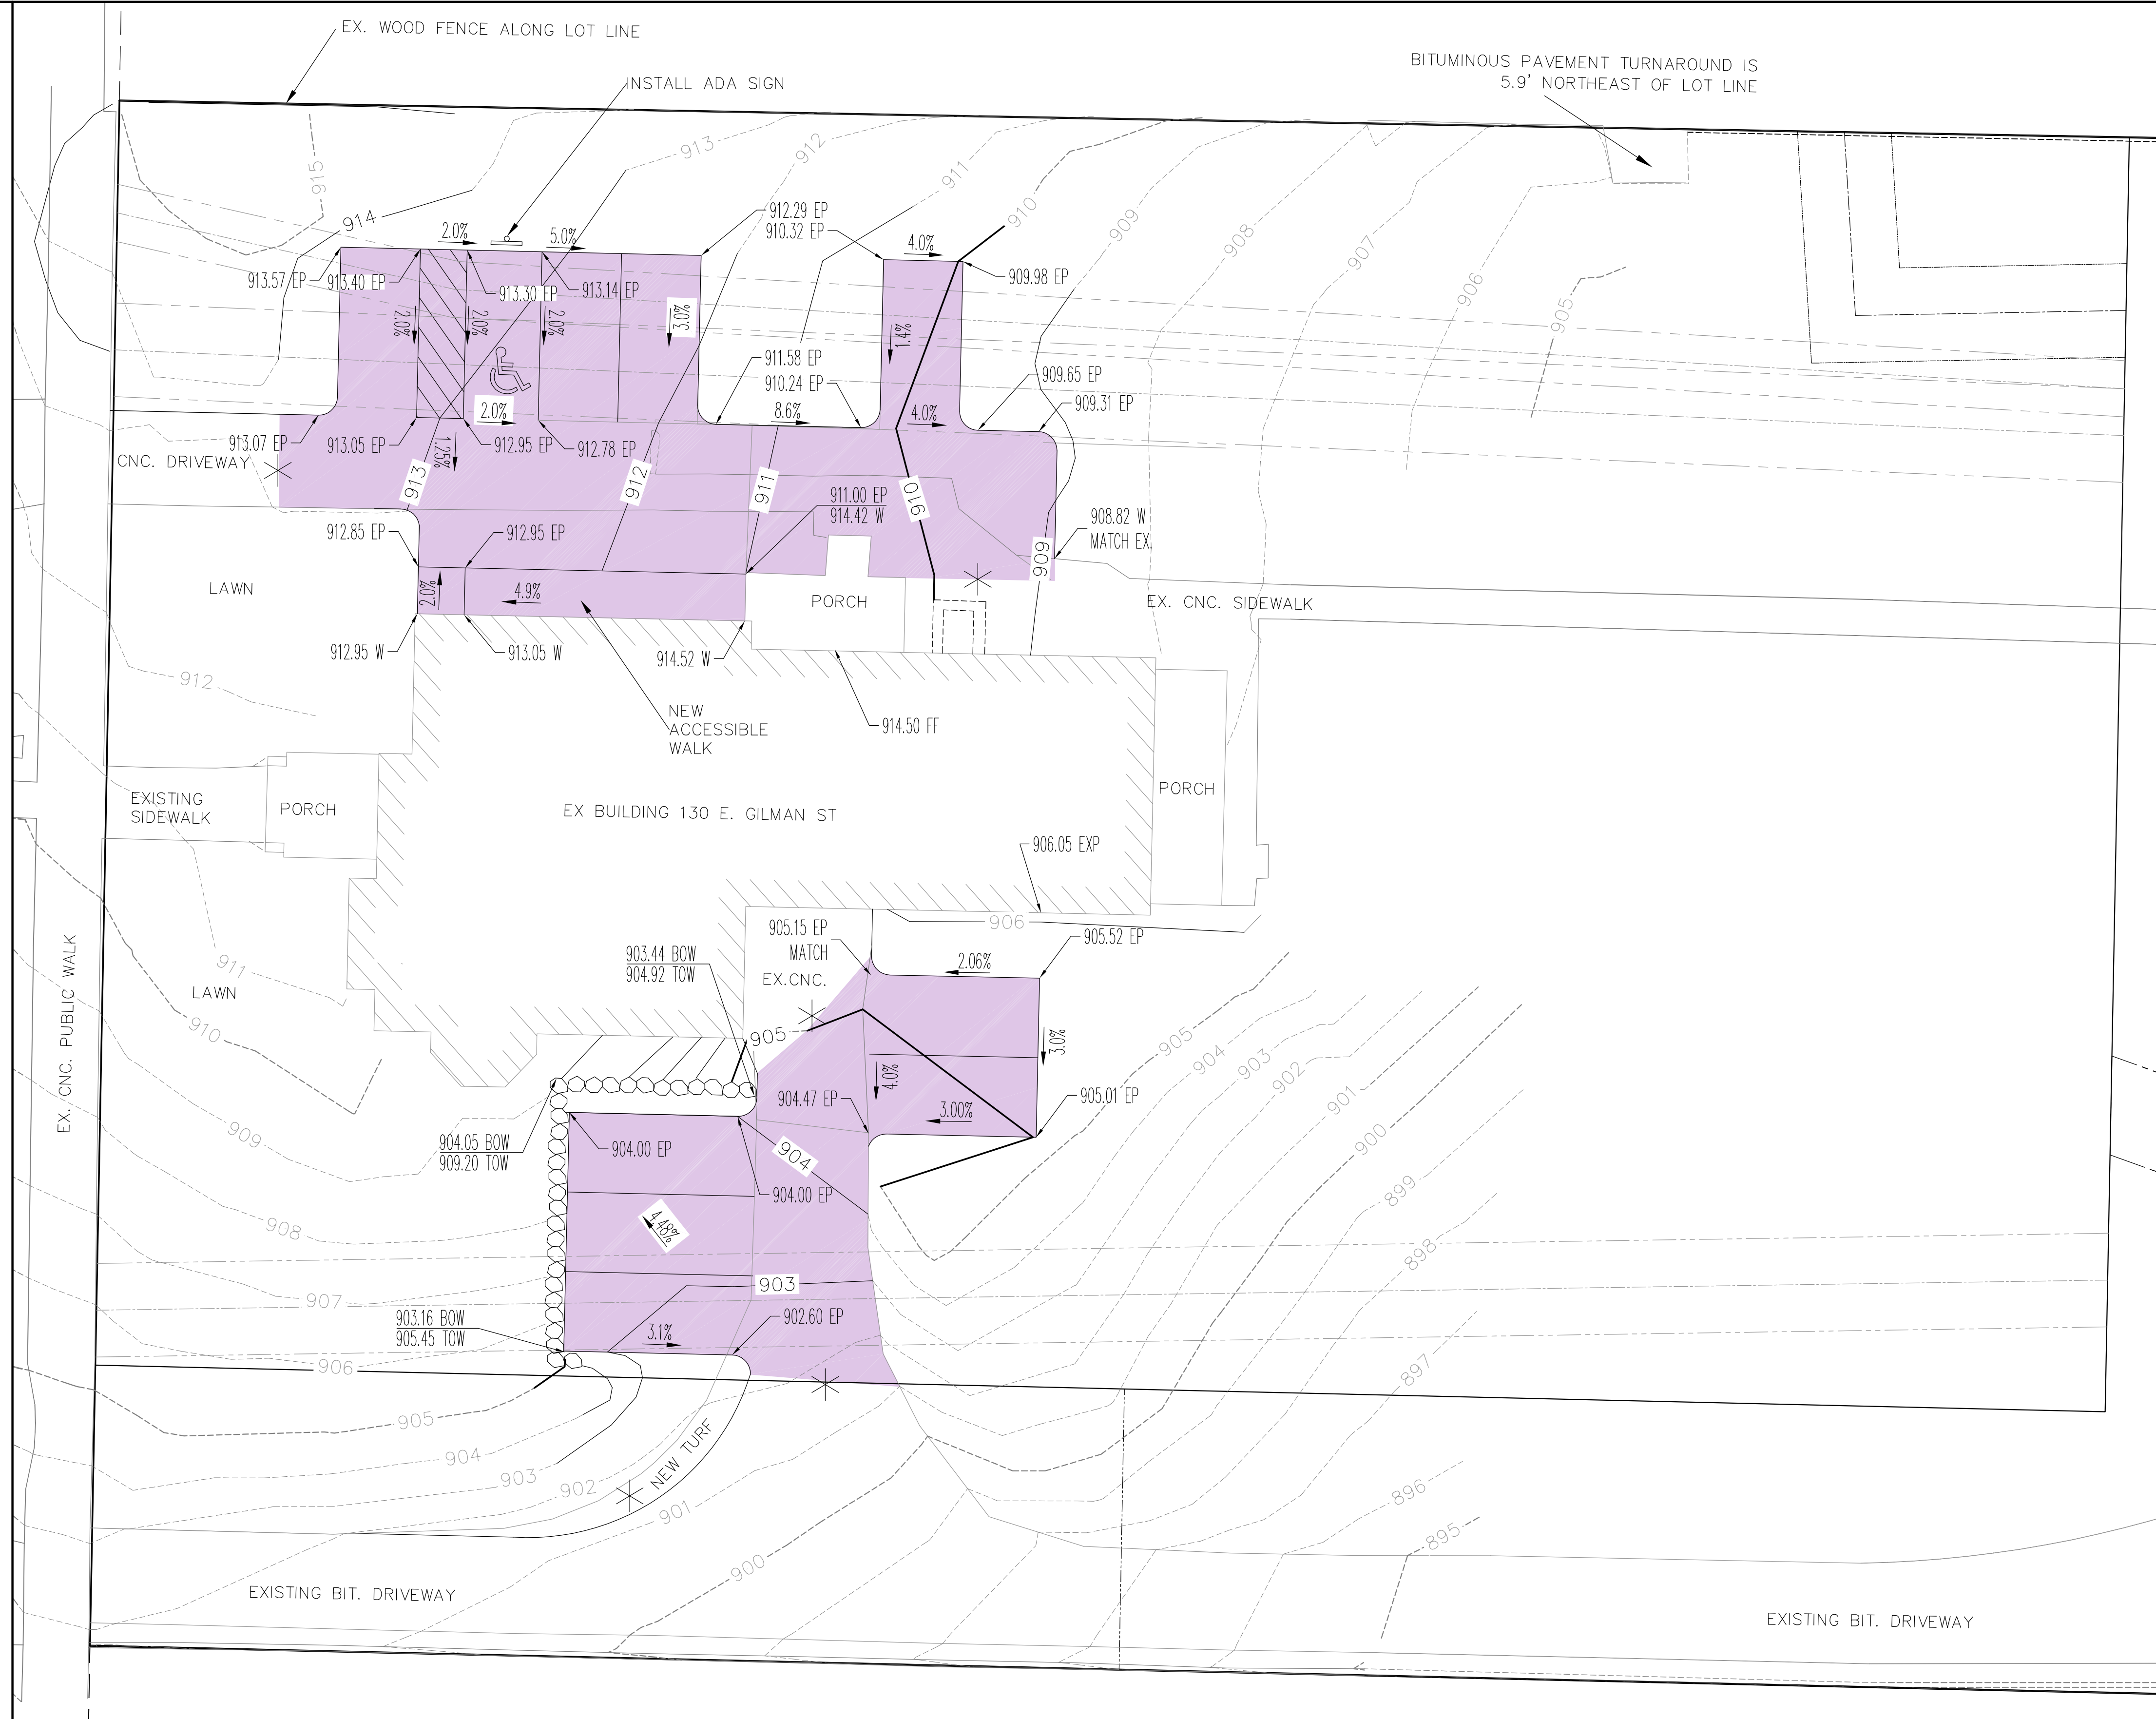 EX. WOOD FENCE ALONG LOT LINE
INSTALL ADA SIGN
BITUMINOUS PAVEMENT TURNAROUND IS
5.9' NORTHEAST OF LOT LINE
915
914
913
912
911
910
909
908
907
906
905
2.0%
5.0%
912.29 EP
910.32 EP
4.0%
909.98 EP
913.57 EP
913.40 EP
913.30 EP
913.14 EP
2.0%
2.0%
2.0%
3.0%
1.4%
911.58 EP
910.24 EP
8.6%
4.0%
909.65 EP
909.31 EP
2.0%
913.07 EP
913.05 EP
1.25%
912.95 EP
912.78 EP
CNC. DRIVEWAY
913
912
911
910
909
911.00 EP
914.42 W
908.82 W
MATCH EX.
912.85 EP
912.95 EP
LAWN
2.0%
4.9%
PORCH
EX. CNC. SIDEWALK
912.95 W
913.05 W
914.52 W
912
NEW
ACCESSIBLE
WALK
914.50 FF
EXISTING
SIDEWALK
PORCH
EX BUILDING 130 E. GILMAN ST
PORCH
906.05 EXP
906
903.44 BOW
904.92 TOW
905.15 EP
MATCH
EX.CNC.
905.52 EP
2.06%
911
LAWN
910
EX. CNC. PUBLIC WALK
905
3.0%
4.0%
904.47 EP
3.00%
905.01 EP
905
904
903
902
901
900
899
898
897
896
895
909
904.05 BOW
909.20 TOW
904.00 EP
904
904.00 EP
4.48%
908
907
903
903.16 BOW
905.45 TOW
3.1%
902.60 EP
906
905
904
903
902
901
900
NEW TURF
EXISTING BIT. DRIVEWAY
EXISTING BIT. DRIVEWAY